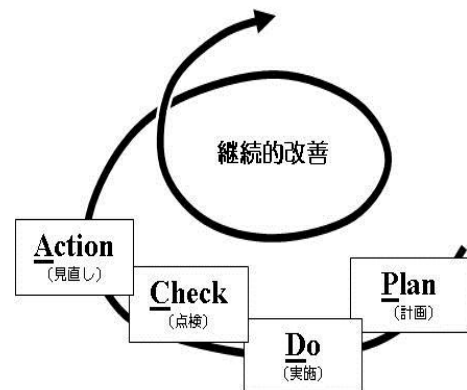 継続的改善
Action
(見直し)
Check
(点検)
Plan
(計画)
Do
(実施)